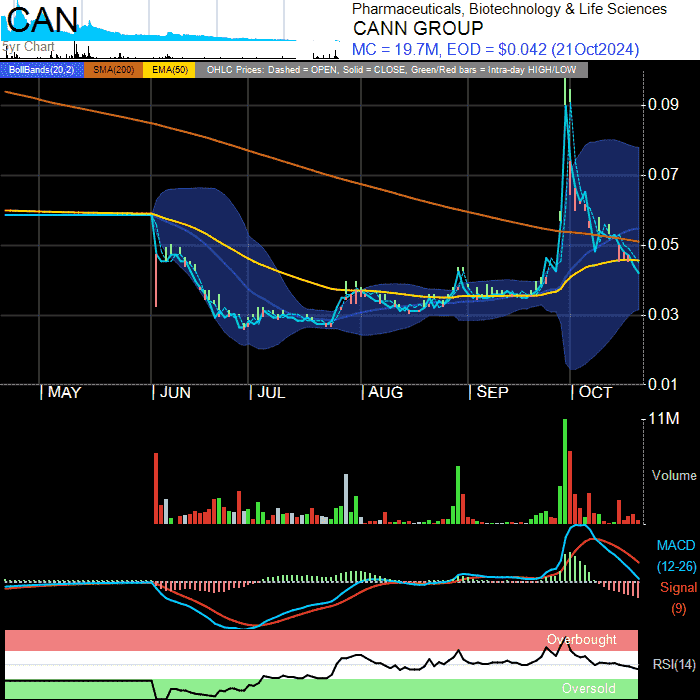 CAN
5yr Chart
Pharmaceuticals, Biotechnology & Life Sciences
CANN GROUP
MC = 19.7M, EOD = $0.042 (21Oct2024)
BollBands(20,2) SMA(200) EMA(50) OHLC Prices: Dashed = OPEN, Solid = CLOSE, Green/Red bars = Intra-day HIGH/LOW
0.09
0.07
0.05
0.03
0.01
MAY JUN JUL AUG SEP OCT
11M
Volume
MACD
(12-26)
Signal
(9)
Overbought
RSI(14)
Oversold